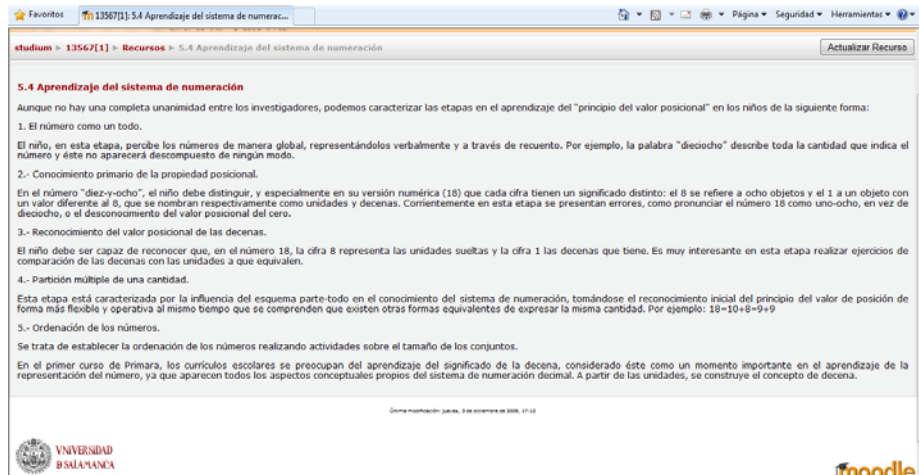 Favoritos
13567[1]: 5.4 Aprendizaje del sistema de numerac...
Página
Seguridad
Herramientas
studium ► 13567[1] ► Recursos ► 5.4 Aprendizaje del sistema de numeración
Actualizar Recurso
5.4 Aprendizaje del sistema de numeración
Aunque no hay una completa unanimidad entre los investigadores, podemos caracterizar las etapas en el aprendizaje del "principio del valor posicional" en los niños de la siguiente forma:
1. El número como un todo.
El niño, en esta etapa, percibe los números de manera global, representándolos verbalmente y a través de recuento. Por ejemplo, la palabra "dieciocho" describe toda la cantidad que indica el
número y éste no aparecerá descompuesto de ningún modo.
2.- Conocimiento primario de la propiedad posicional.
En el número "diez-y-ocho", el niño debe distinguir, y especialmente en su versión numérica (18) que cada cifra tienen un significado distinto: el 8 se refiere a ocho objetos y el 1 a un objeto con
un valor diferente al 8, que se nombran respectivamente como unidades y decenas. Corrientemente en esta etapa se presentan errores, como pronunciar el número 18 como uno-ocho, en vez de
dieciocho, o el desconocimiento del valor posicional del cero.
3.- Reconocimiento del valor posicional de las decenas.
El niño debe ser capaz de reconocer que, en el número 18, la cifra 8 representa las unidades sueltas y la cifra 1 las decenas que tiene. Es muy interesante en esta etapa realizar ejercicios de
comparación de las decenas con las unidades a que equivalen.
4.- Partición múltiple de una cantidad.
Esta etapa está caracterizada por la influencia del esquema parte-todo en el conocimiento del sistema de numeración, tomándose el reconocimiento inicial del principio del valor de posición de
forma más flexible y operativa al mismo tiempo que se comprenden que existen otras formas equivalentes de expresar la misma cantidad. Por ejemplo: 18=10+8=9+9
5.- Ordenación de los números.
Se trata de establecer la ordenación de los números realizando actividades sobre el tamaño de los conjuntos.
En el primer curso de Primara, los currículos escolares se preocupan del aprendizaje del significado de la decena, considerado éste como un momento importante en el aprendizaje de la
representación del número, ya que aparecen todos los aspectos conceptuales propios del sistema de numeración decimal. A partir de las unidades, se construye el concepto de decena.
Última modificación: jueves, 3 de diciembre de 2009, 17:12
VNIVERSIDAD
D SALAMANCA
moodle